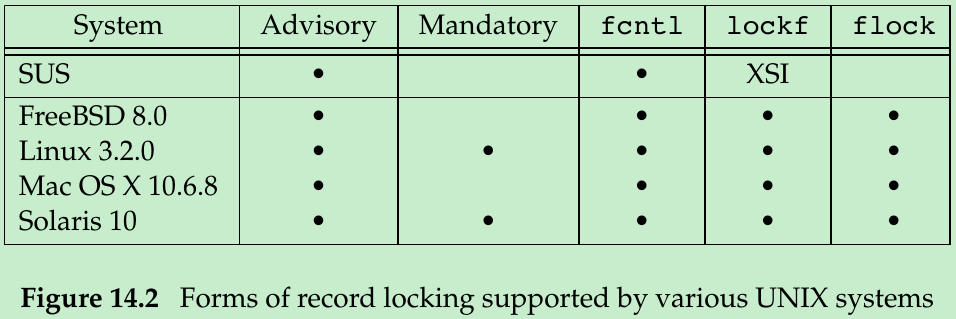 System Advisory Mandatory fcntl lockf flock
SUS • • XSI
FreeBSD 8.0 • • • •
Linux 3.2.0 • • • • •
Mac OS X 10.6.8 • • • •
Solaris 10 • • • • •
Figure 14.2 Forms of record locking supported by various UNIX systems